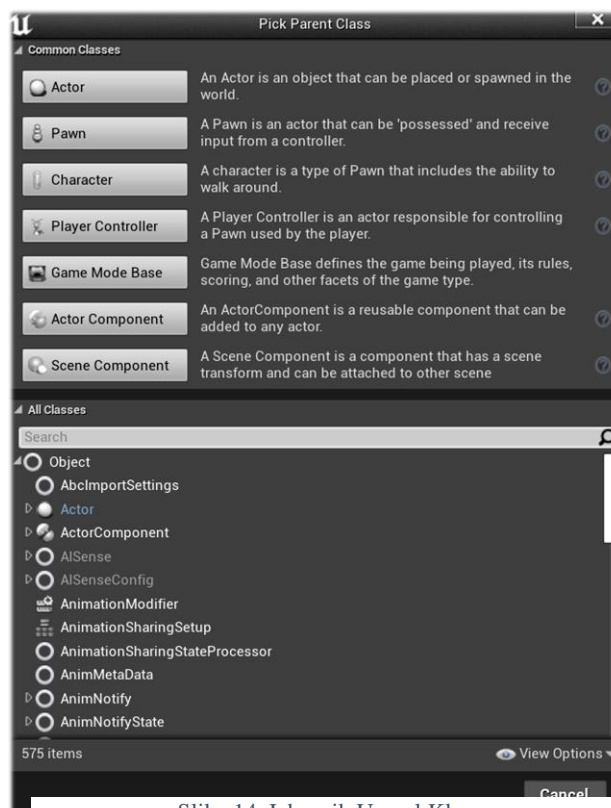 Pick Parent Class
Common Classes
Actor
An Actor is an object that can be placed or spawned in the
world.
Pawn
A Pawn is an actor that can be 'possessed' and receive
input from a controller.
Character
A character is a type of Pawn that includes the ability to
walk around.
Player Controller
A Player Controller is an actor responsible for controlling
a Pawn used by the player.
Game Mode Base
Game Mode Base defines the game being played, its rules,
scoring, and other facets of the game type.
Actor Component
An ActorComponent is a reusable component that can be
added to any actor.
Scene Component
A Scene Component is a component that has a scene
transform and can be attached to other scene
All Classes
Search
Object
AbcImportSettings
Actor
ActorComponent
AISense
AISenseConfig
AnimationModifier
AnimationSharingSetup
AnimationSharingStateProcessor
AnimMetaData
AnimNotify
AnimNotifyState
575 items
View Options
Cancel
14